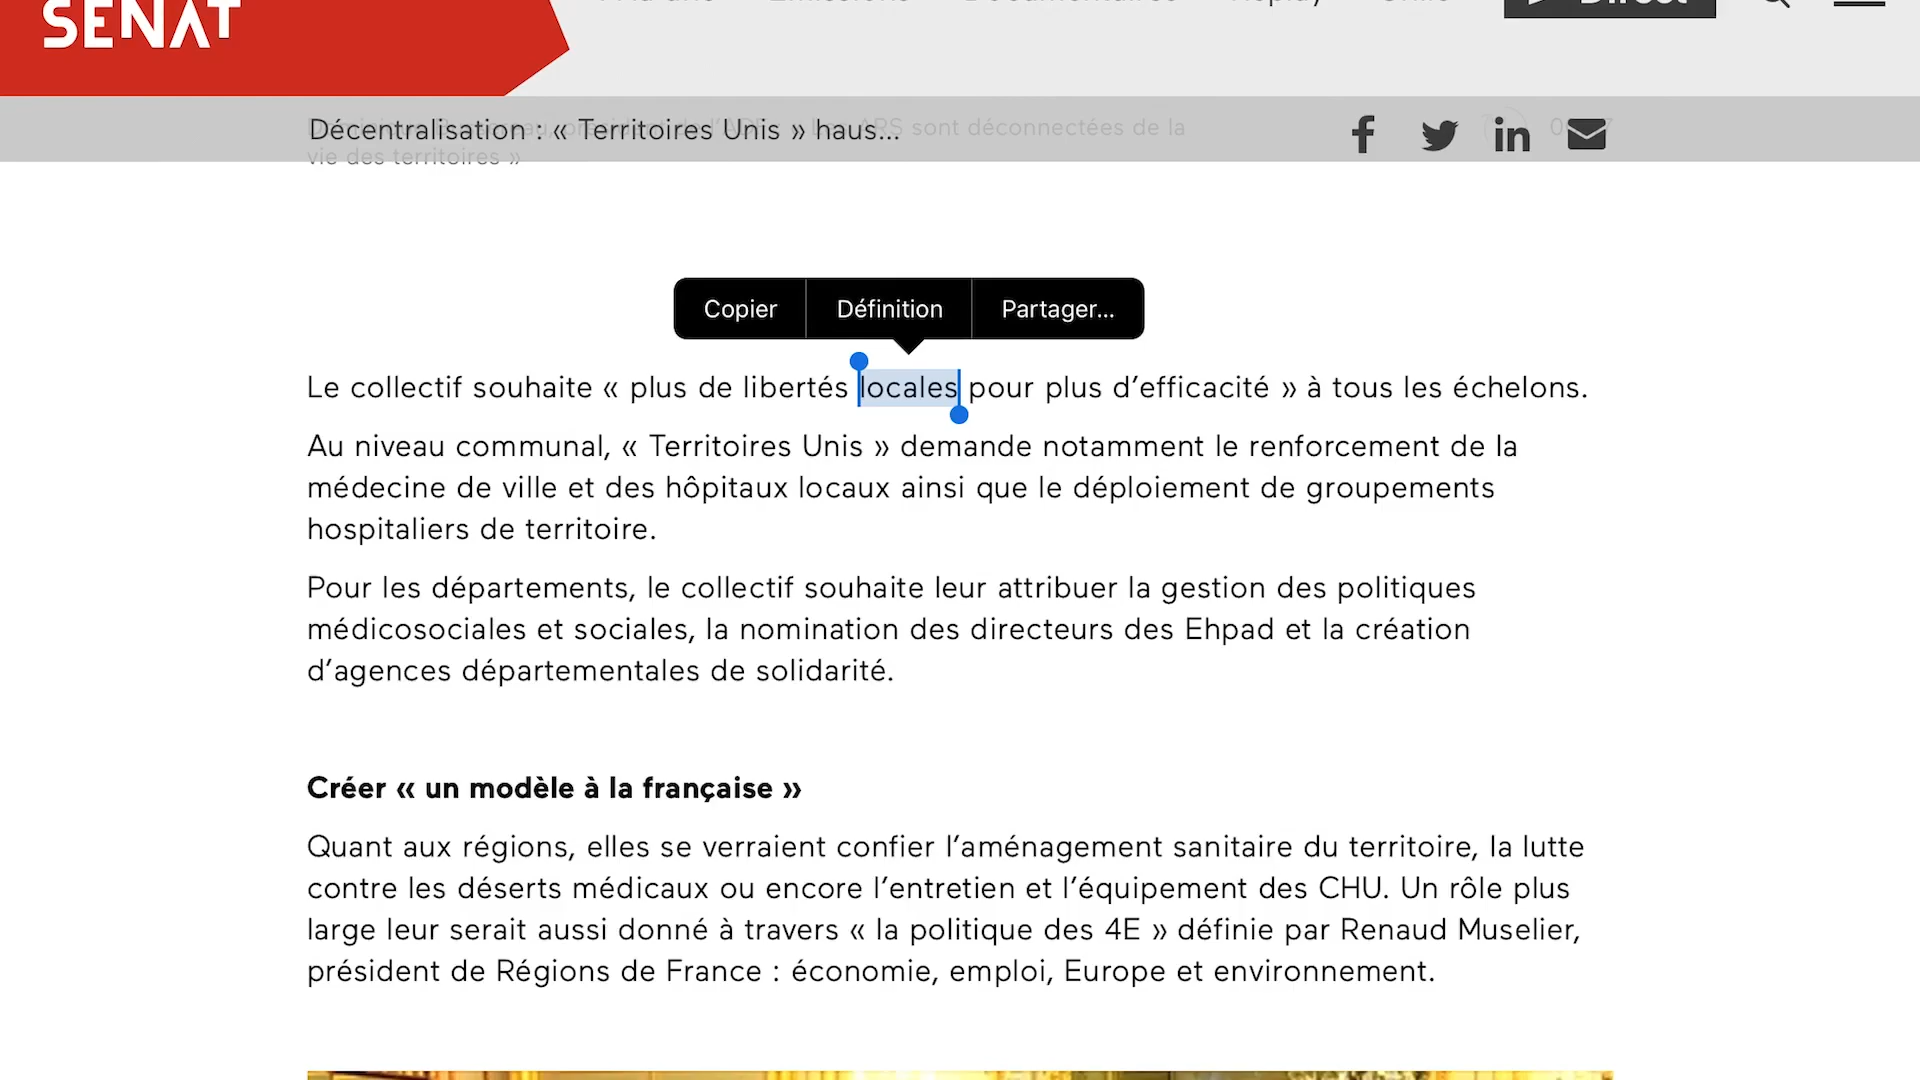 SENAT
Direct
Décentralisation : « Territoires Unis » haus...
sont déconnectées de la
vie des territoires »
Copier
Définition
Partager...
Le collectif souhaite « plus de libertés locales pour plus d’efficacité » à tous les échelons.
Au niveau communal, « Territoires Unis » demande notamment le renforcement de la
médecine de ville et des hôpitaux locaux ainsi que le déploiement de groupements
hospitaliers de territoire.
Pour les départements, le collectif souhaite leur attribuer la gestion des politiques
médicosociales et sociales, la nomination des directeurs des Ehpad et la création
d’agences départementales de solidarité.
Créer « un modèle à la française »
Quant aux régions, elles se verraient confier l’aménagement sanitaire du territoire, la lutte
contre les déserts médicaux ou encore l’entretien et l’équipement des CHU. Un rôle plus
large leur serait aussi donné à travers « la politique des 4E » définie par Renaud Muselier,
président de Régions de France : économie, emploi, Europe et environnement.